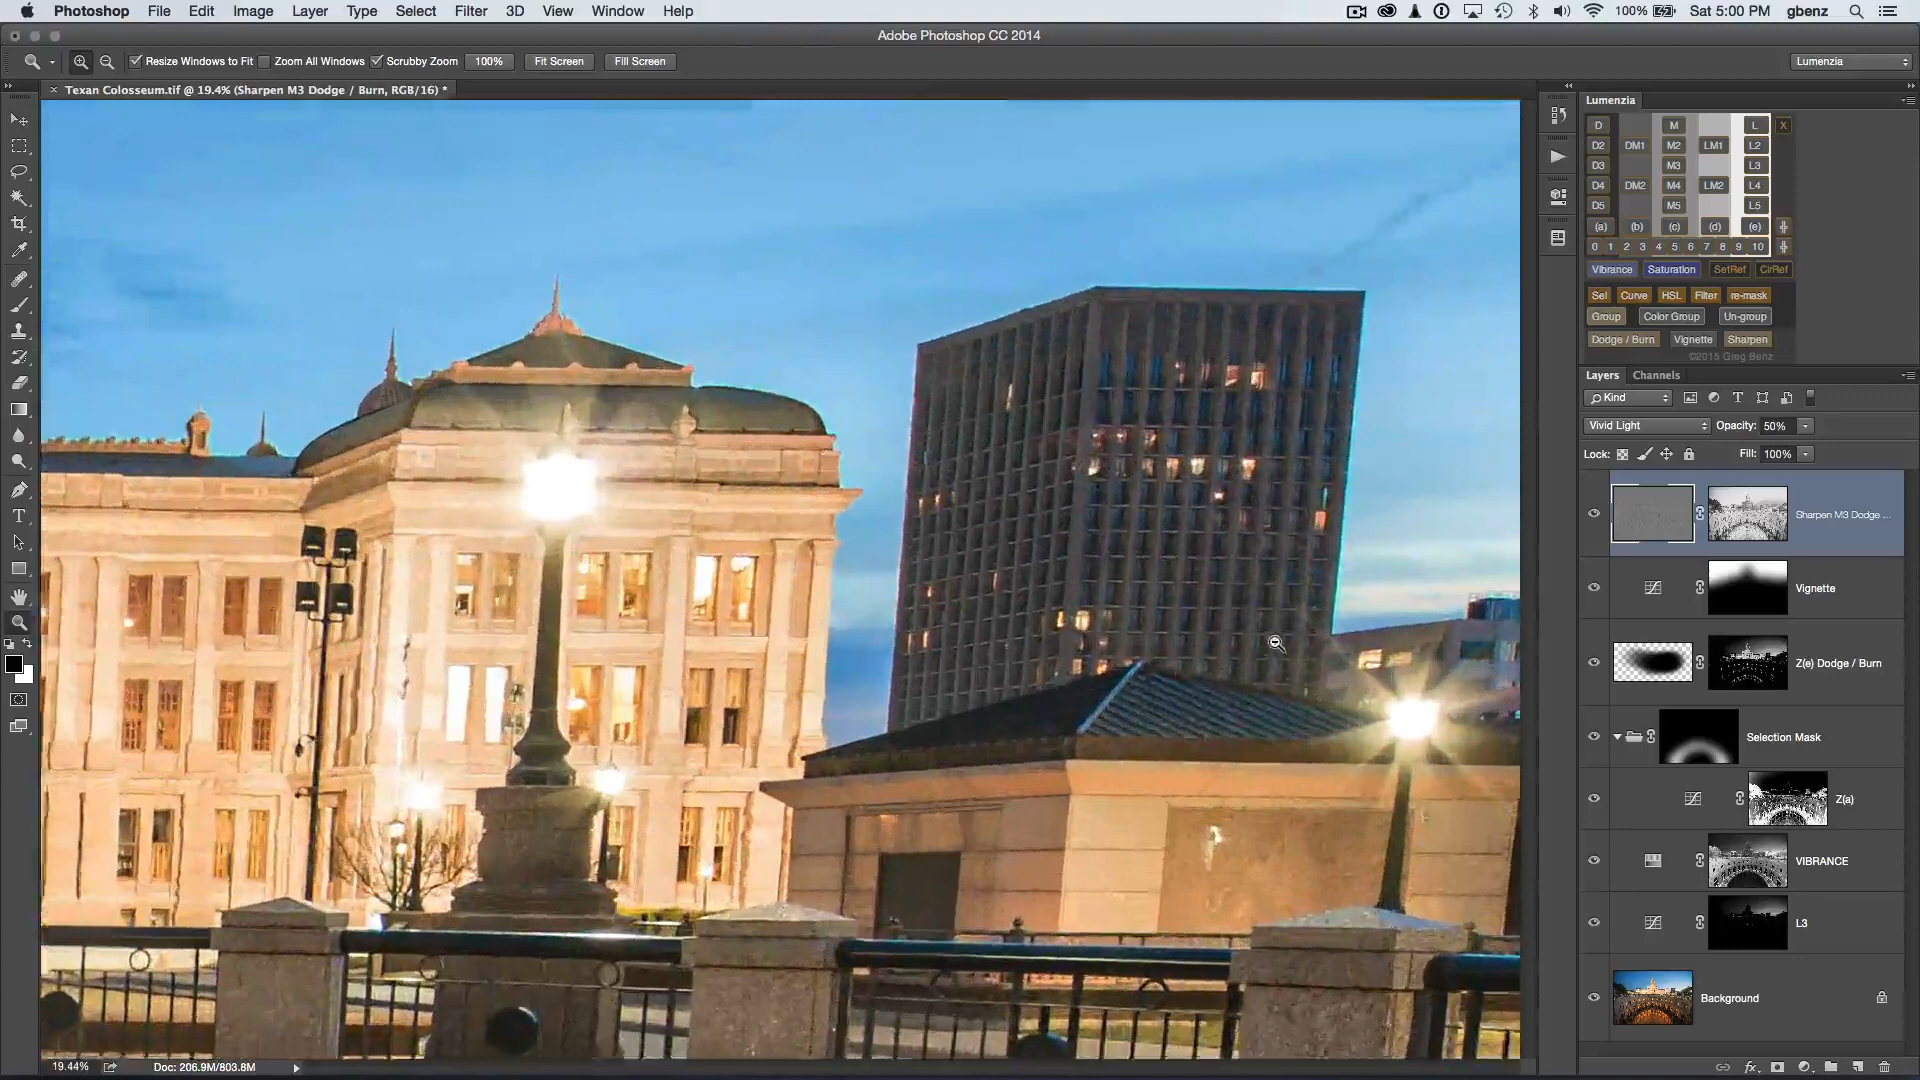 Photoshop File Edit Image Layer Type Select Filter 3D View Window Help 100% Sat 5:00 PM gbenz
Adobe Photoshop CC 2014
Resize Windows to Fit Zoom All Windows Scrubby Zoom 100% Fit Screen Fill Screen Lumenzia
Texan Colosseum.tif @ 19.4% (Sharpen M3 Dodge / Burn, RGB/16) *
Lumenzia
D M L X
D2 DM1 M2 LM1 L2
D3 M3 L3
D4 DM2 M4 LM2 L4
D5 M5 L5
(a) (b) (c) (d) (e)
0 1 2 3 4 5 6 7 8 9 10
Vibrance Saturation SetRef ClrRef
Sel Curve HSL Filter re-mask
Group Color Group Un-group
Dodge / Burn Vignette Sharpen
©2015 Greg Benz
Layers Channels
Kind
Vivid Light Opacity: 50%
Lock: Fill: 100%
Sharpen M3 Dodge ...
Vignette
Z(e) Dodge / Burn
Selection Mask
Z(a)
VIBRANCE
L3
Background
19.44% Doc: 206.9M/803.8M
fx